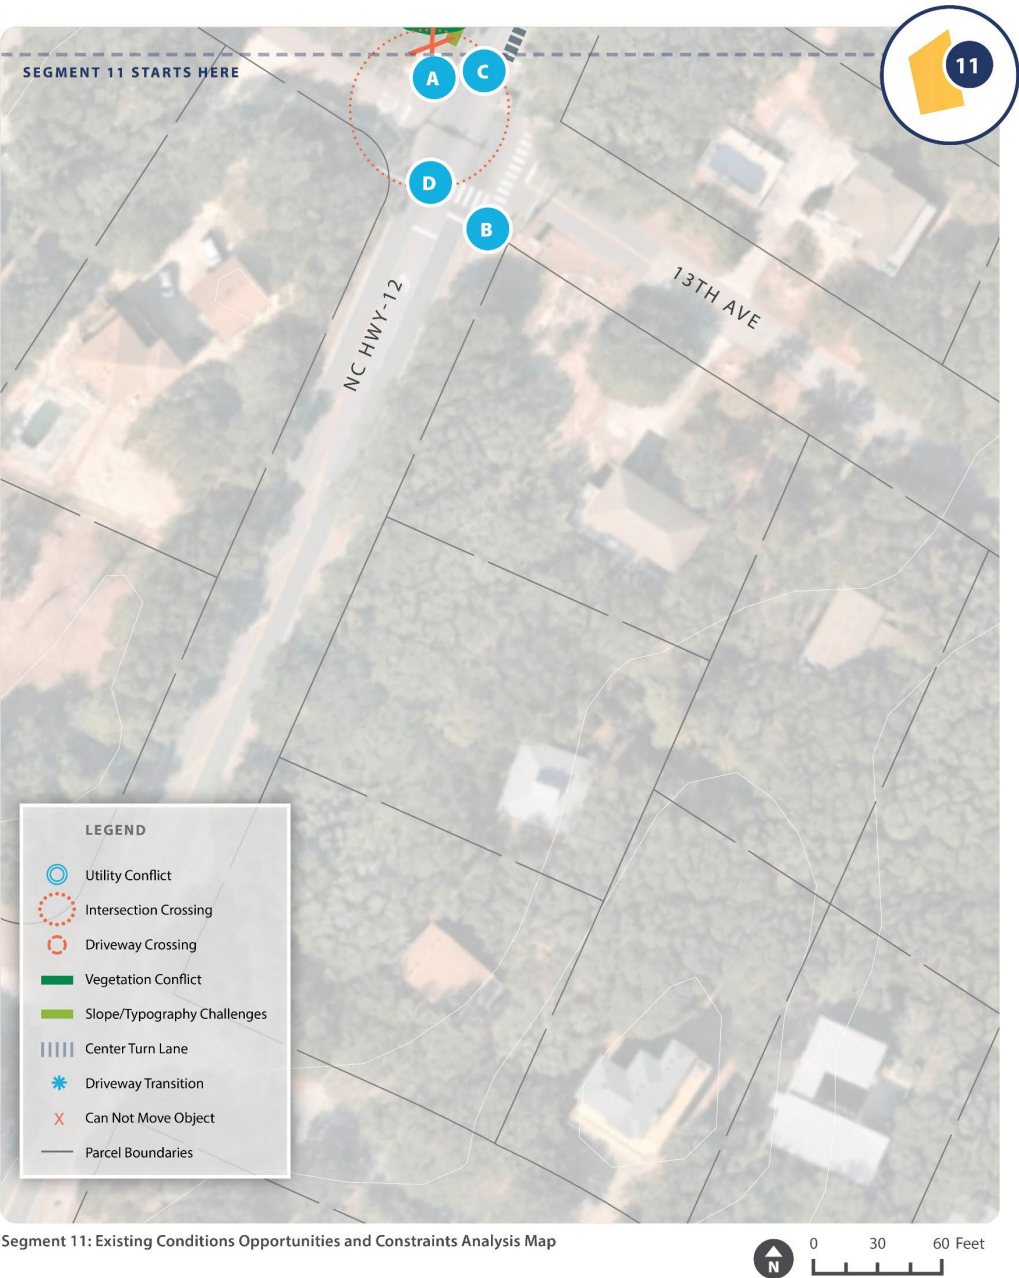 11
SEGMENT 11 STARTS HERE
A
C
D
B
13TH AVE
NC HWY-12
LEGEND
Utility Conflict
Intersection Crossing
Driveway Crossing
Vegetation Conflict
Slope/Typography Challenges
Center Turn Lane
Driveway Transition
X Can Not Move Object
Parcel Boundaries
Segment 11: Existing Conditions Opportunities and Constraints Analysis Map
N
0 30 60 Feet